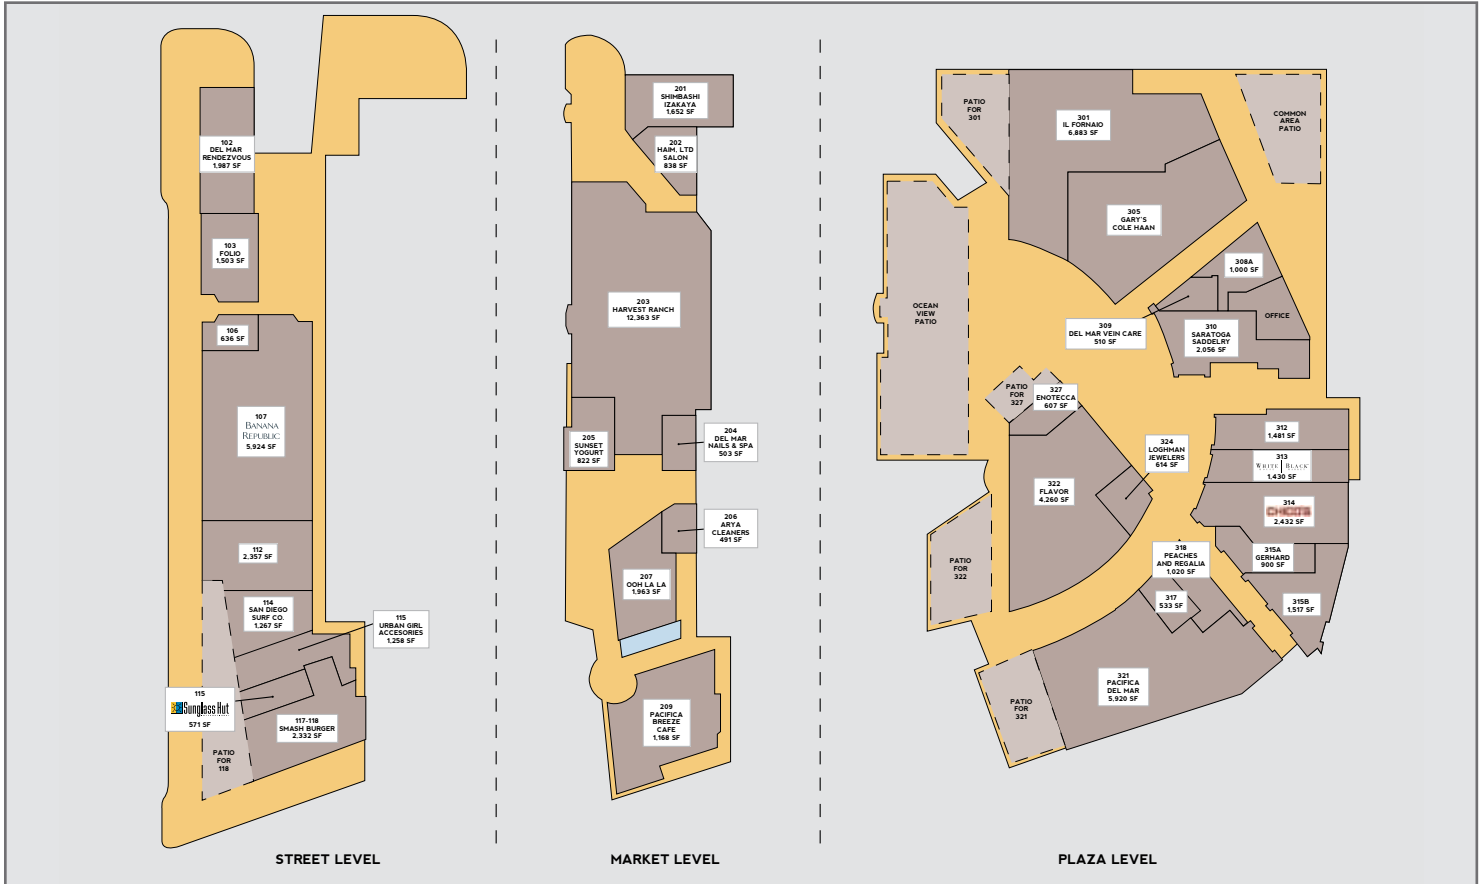 102
DEL MAR
RENDEZVOUS
1,987 SF
103
FOLIO
1,503 SF
106
636 SF
107
BANANA
REPUBLIC
5,924 SF
112
2,357 SF
114
SAN DIEGO
SURF CO.
1,267 SF
115
URBAN GIRL
ACCESORIES
1,258 SF
115
Sunglass Hut
571 SF
117-118
SMASH BURGER
2,332 SF
PATIO
FOR
118
STREET LEVEL
201
SHIMBASHI
IZAKAYA
1,652 SF
202
HAIM, LTD
SALON
838 SF
203
HARVEST RANCH
12,363 SF
204
DEL MAR
NAILS & SPA
503 SF
205
SUNSET
YOGURT
822 SF
206
ARYA
CLEANERS
491 SF
207
OOH LA LA
1,963 SF
209
PACIFICA
BREEZE
CAFE
1,168 SF
MARKET LEVEL
PATIO
FOR
301
301
IL FORNAIO
6,883 SF
COMMON
AREA
PATIO
305
GARY'S
COLE HAAN
308A
1,000 SF
OFFICE
OCEAN
VIEW
PATIO
309
DEL MAR VEIN CARE
510 SF
310
SARATOGA
SADDELRY
2,056 SF
PATIO
FOR
327
327
ENOTECCA
607 SF
312
1,481 SF
313
WHITE BLACK
1,430 SF
314
CHICO'S
2,432 SF
315A
GERHARD
900 SF
315B
1,517 SF
324
LOGHMAN
JEWELERS
614 SF
322
FLAVOR
4,260 SF
PATIO
FOR
322
318
PEACHES
AND REGALIA
1,020 SF
317
533 SF
321
PACIFICA
DEL MAR
5,920 SF
PATIO
FOR
321
PLAZA LEVEL